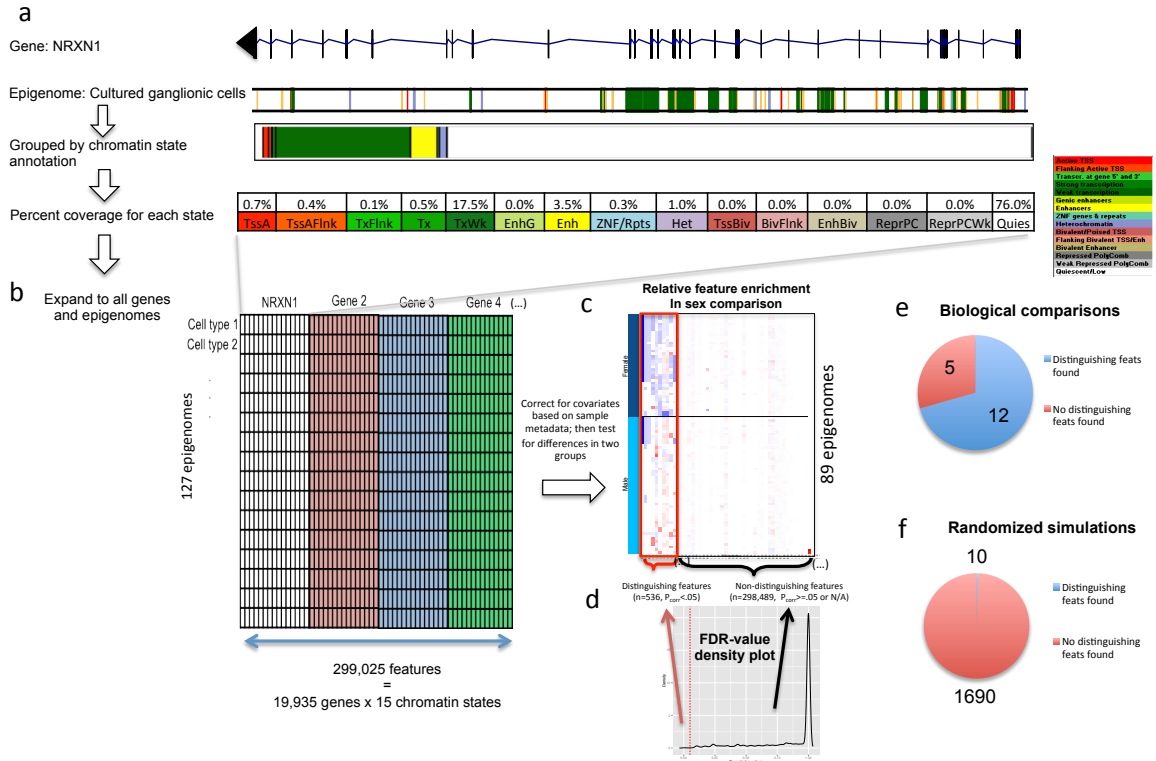 a
Gene: NRXN1
Epigenome: Cultured ganglionic cells
Grouped by chromatin state
annotation
Percent coverage for each state
0.7% 0.4% 0.1% 0.5% 17.5% 0.0% 3.5% 0.3% 1.0% 0.0% 0.0% 0.0% 0.0% 0.0% 76.0%
TssA TssAFlnk TxFlnk Tx TxWk EnhG Enh ZNF/Rpts Het TssBiv BivFlnk EnhBiv ReprPC ReprPCWk Quies
Active TSS
Flanking Active TSS
Transcr. at gene 5' and 3'
Strong transcription
Weak transcription
Genic enhancers
Enhancers
ZNF genes & repeats
Heterochromatin
Bivalent/Poised TSS
Flanking Bivalent TSS/Enh
Bivalent Enhancer
Repressed PolyComb
Weak Repressed PolyComb
Quiescent/Low
b
Expand to all genes
and epigenomes
NRXN1 Gene 2 Gene 3 Gene 4 (...)
Cell type 1
Cell type 2
127 epigenomes
299,025 features
=
19,935 genes x 15 chromatin states
Correct for covariates
based on sample
metadata; then test
for differences in two
groups
c
Relative feature enrichment
In sex comparison
Female
Male
89 epigenomes
(...)
(...)
Distinguishing features
(n=536, Pcorr<.05)
Non-distinguishing features
(n=298,489, Pcorr>=.05 or N/A)
d
FDR-value
density plot
Density
e
Biological comparisons
5
12
Distinguishing feats
found
No distinguishing
feats found
f
Randomized simulations
10
1690
Distinguishing
feats found
No distinguishing
feats found